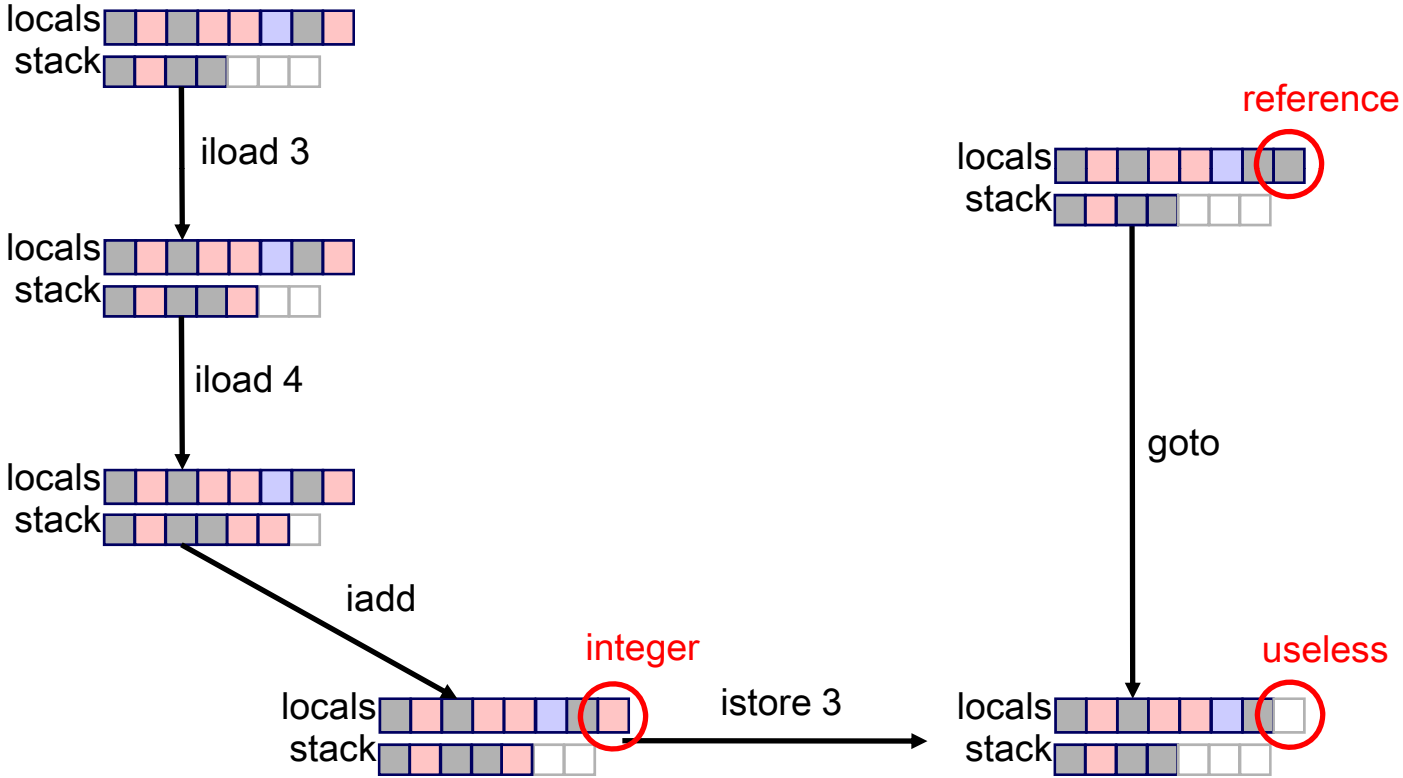 locals
stack
iload 3
locals
stack
iload 4
locals
stack
iadd
integer
locals
stack
istore 3
reference
locals
stack
goto
useless
locals
stack